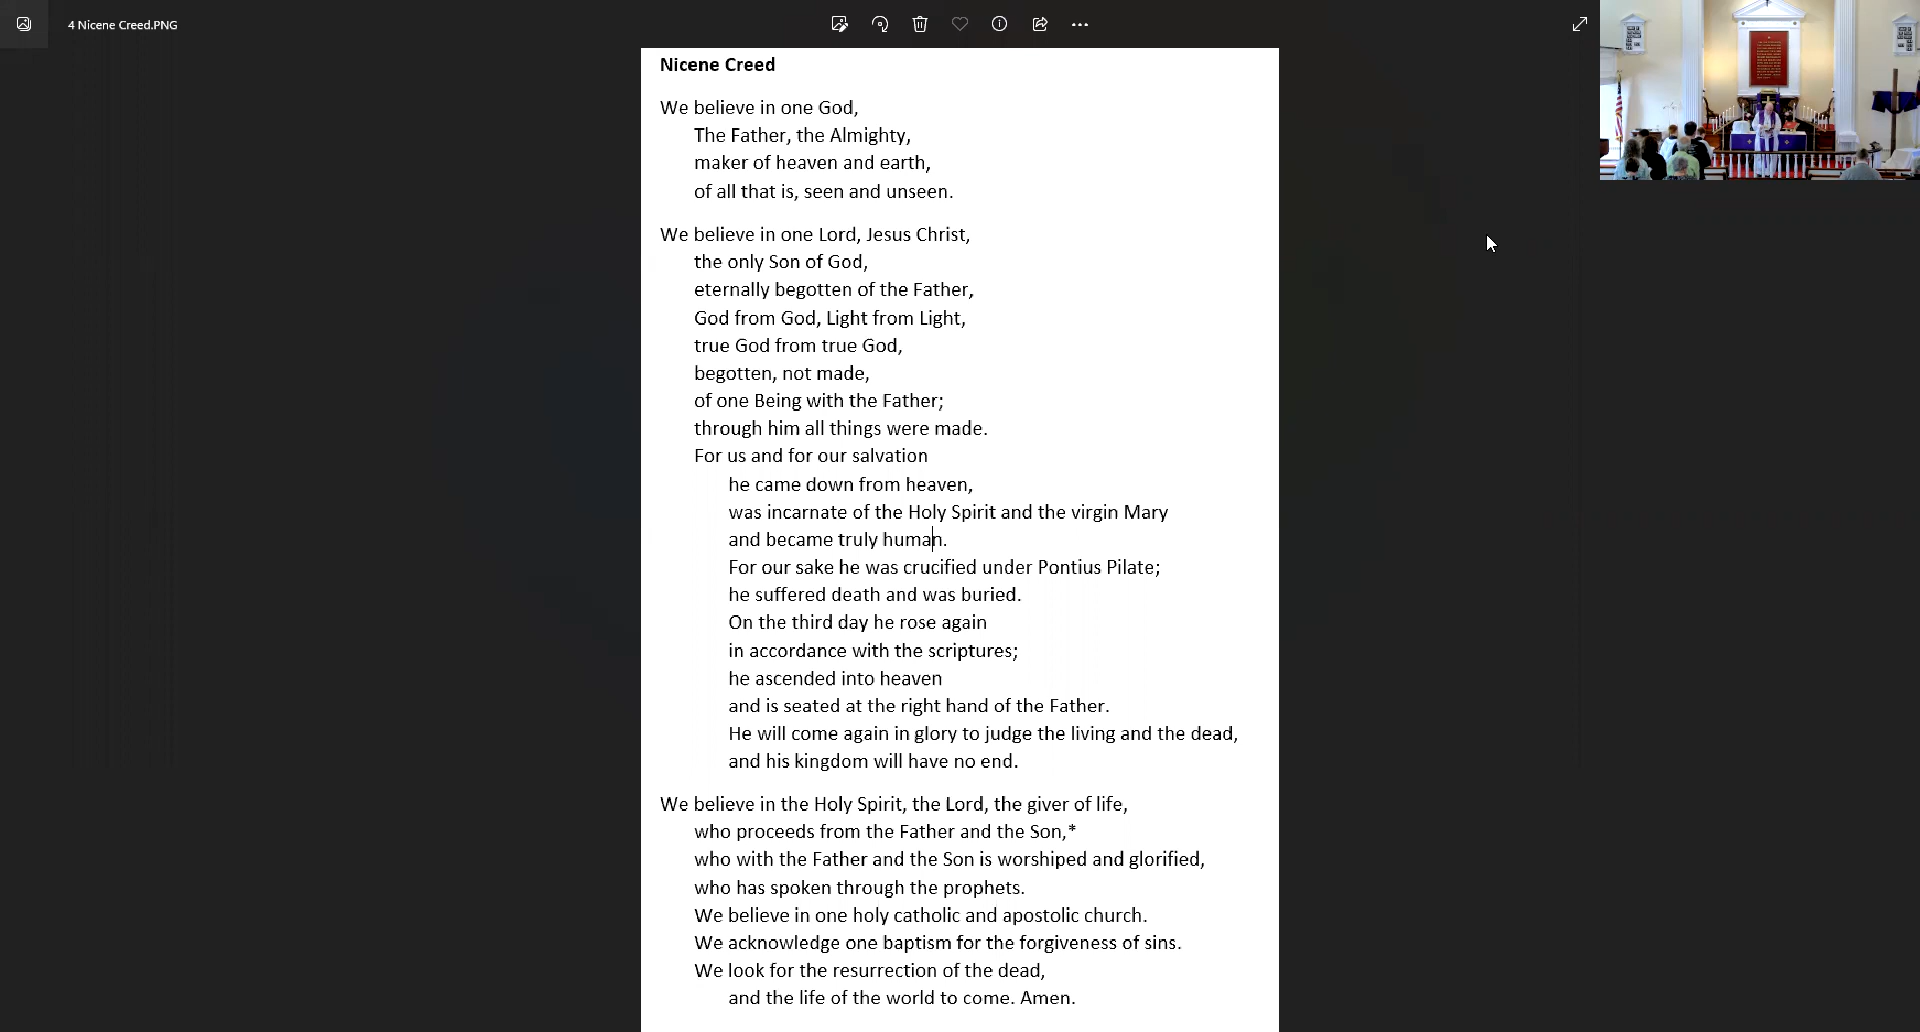 4 Nicene Creed.PNG
Nicene Creed
We believe in one God,
The Father, the Almighty,
maker of heaven and earth,
of all that is, seen and unseen.
We believe in one Lord, Jesus Christ,
the only Son of God,
eternally begotten of the Father,
God from God, Light from Light,
true God from true God,
begotten, not made,
of one Being with the Father;
through him all things were made.
For us and for our salvation
he came down from heaven,
was incarnate of the Holy Spirit and the virgin Mary
and became truly human.
For our sake he was crucified under Pontius Pilate;
he suffered death and was buried.
On the third day he rose again
in accordance with the scriptures;
he ascended into heaven
and is seated at the right hand of the Father.
He will come again in glory to judge the living and the dead,
and his kingdom will have no end.
We believe in the Holy Spirit, the Lord, the giver of life,
who proceeds from the Father and the Son,*
who with the Father and the Son is worshiped and glorified,
who has spoken through the prophets.
We believe in one holy catholic and apostolic church.
We acknowledge one baptism for the forgiveness of sins.
We look for the resurrection of the dead,
and the life of the world to come. Amen.